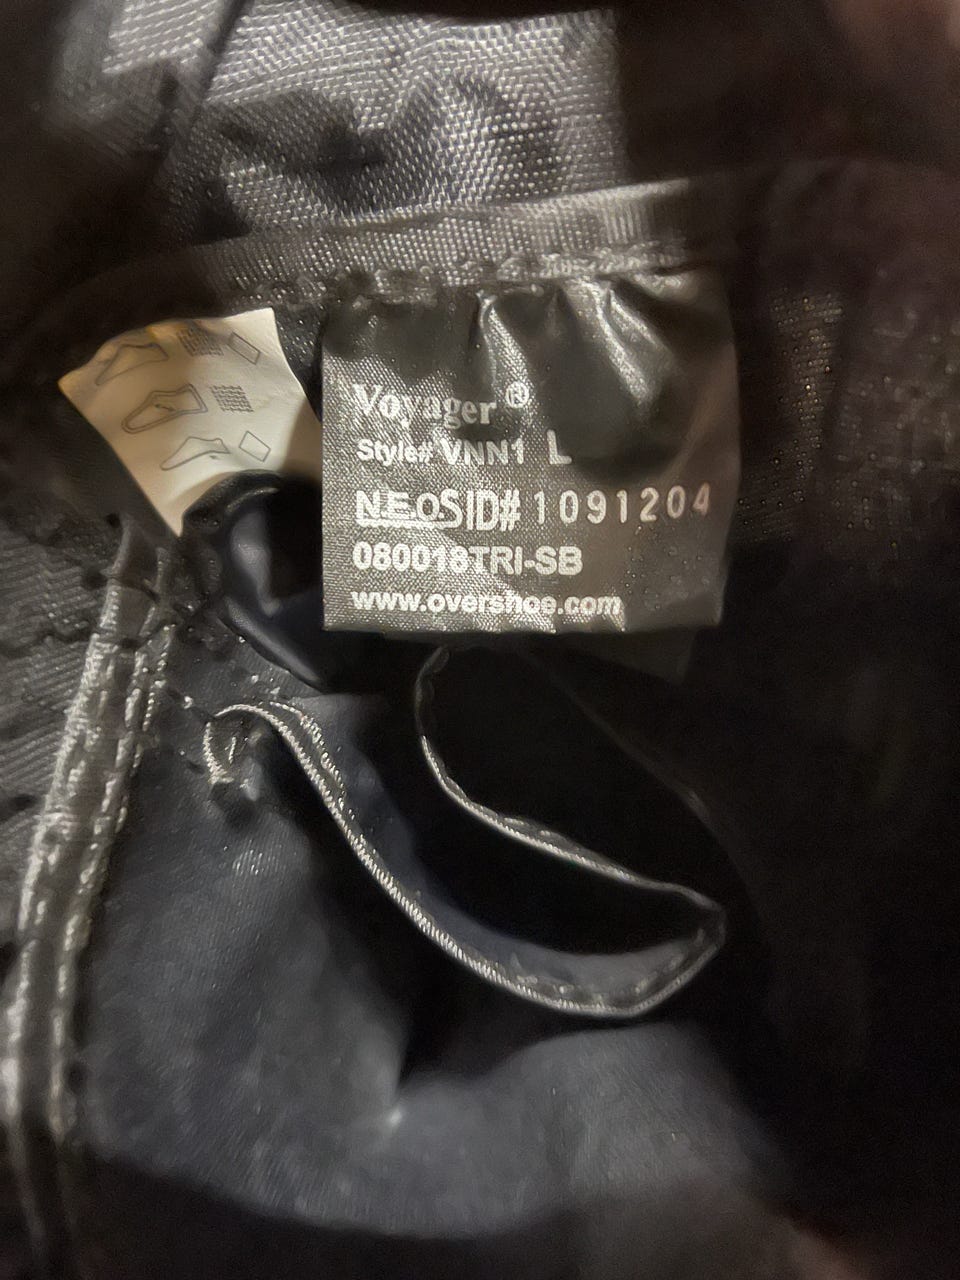 Voyager®
Style# VNN1 L
NEOSID# 1091204
080018TRI-SB
www.overshoe.com